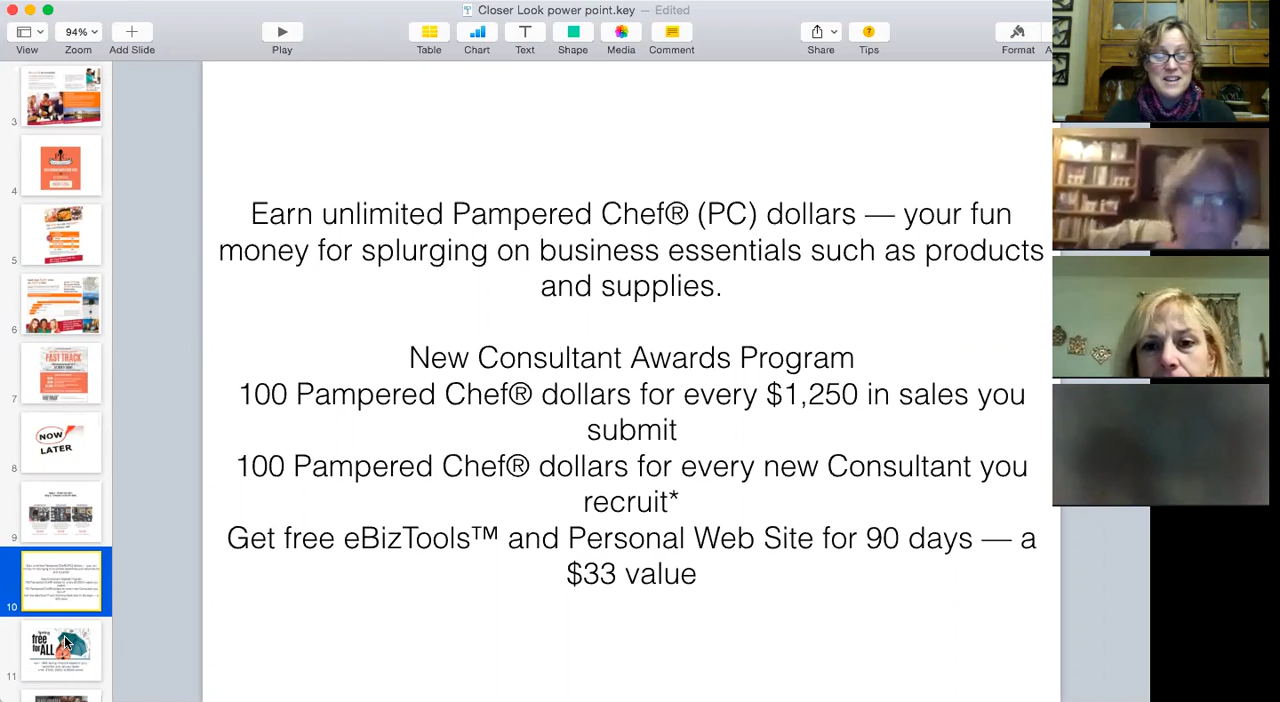 Closer Look power point.key — Edited
94%
View
Zoom
Add Slide
Play
Table
Chart
Text
Shape
Media
Comment
Share
Tips
Format
Earn unlimited Pampered Chef® (PC) dollars — your fun
money for splurging on business essentials such as products
and supplies.
New Consultant Awards Program
100 Pampered Chef® dollars for every $1,250 in sales you
submit
100 Pampered Chef® dollars for every new Consultant you
recruit*
Get free eBizTools™ and Personal Web Site for 90 days — a
$33 value
3
4
5
6
FAST TRACK
7
NOW
LATER
8
9
10
free
for ALL
11